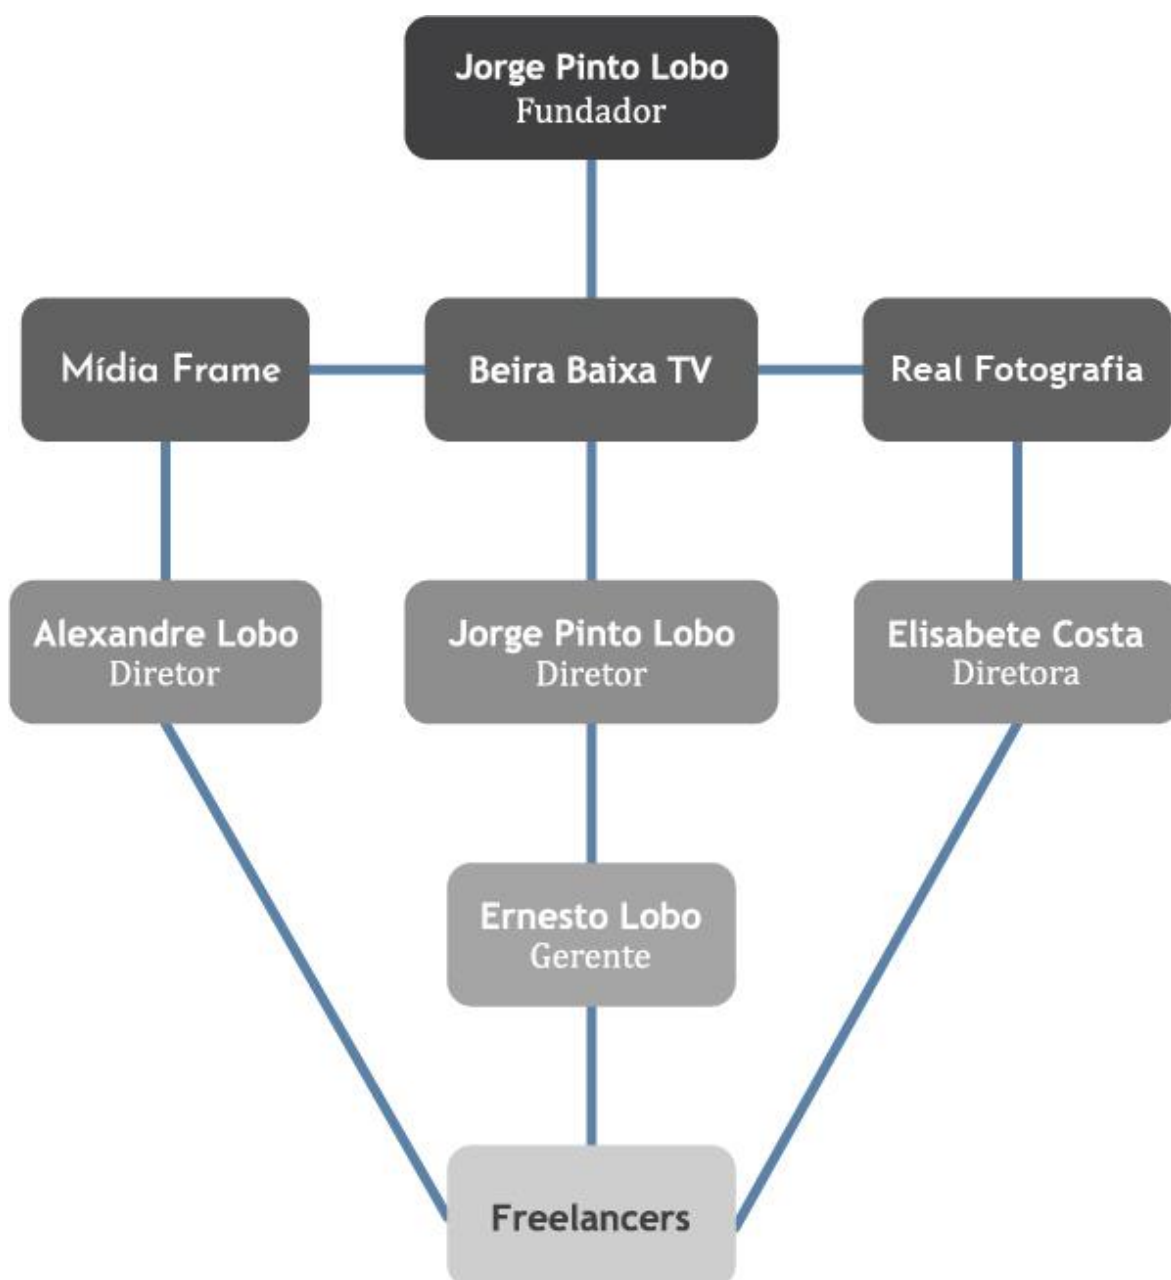 Jorge Pinto Lobo
Fundador
Mídia Frame
Beira Baixa TV
Real Fotografia
Alexandre Lobo
Diretor
Jorge Pinto Lobo
Diretor
Elisabete Costa
Diretora
Ernesto Lobo
Gerente
Freelancers